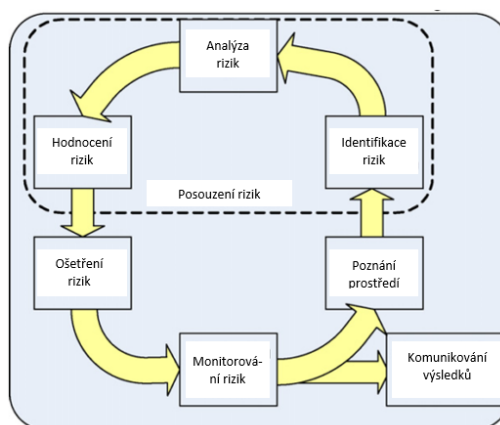 Analýza
rizik
Hodnocení
rizik
Identifikace
rizik
Posouzení rizik
Ošetření
rizik
Poznání
prostředí
Monitorová-
ní rizik
Komunikování
výsledků